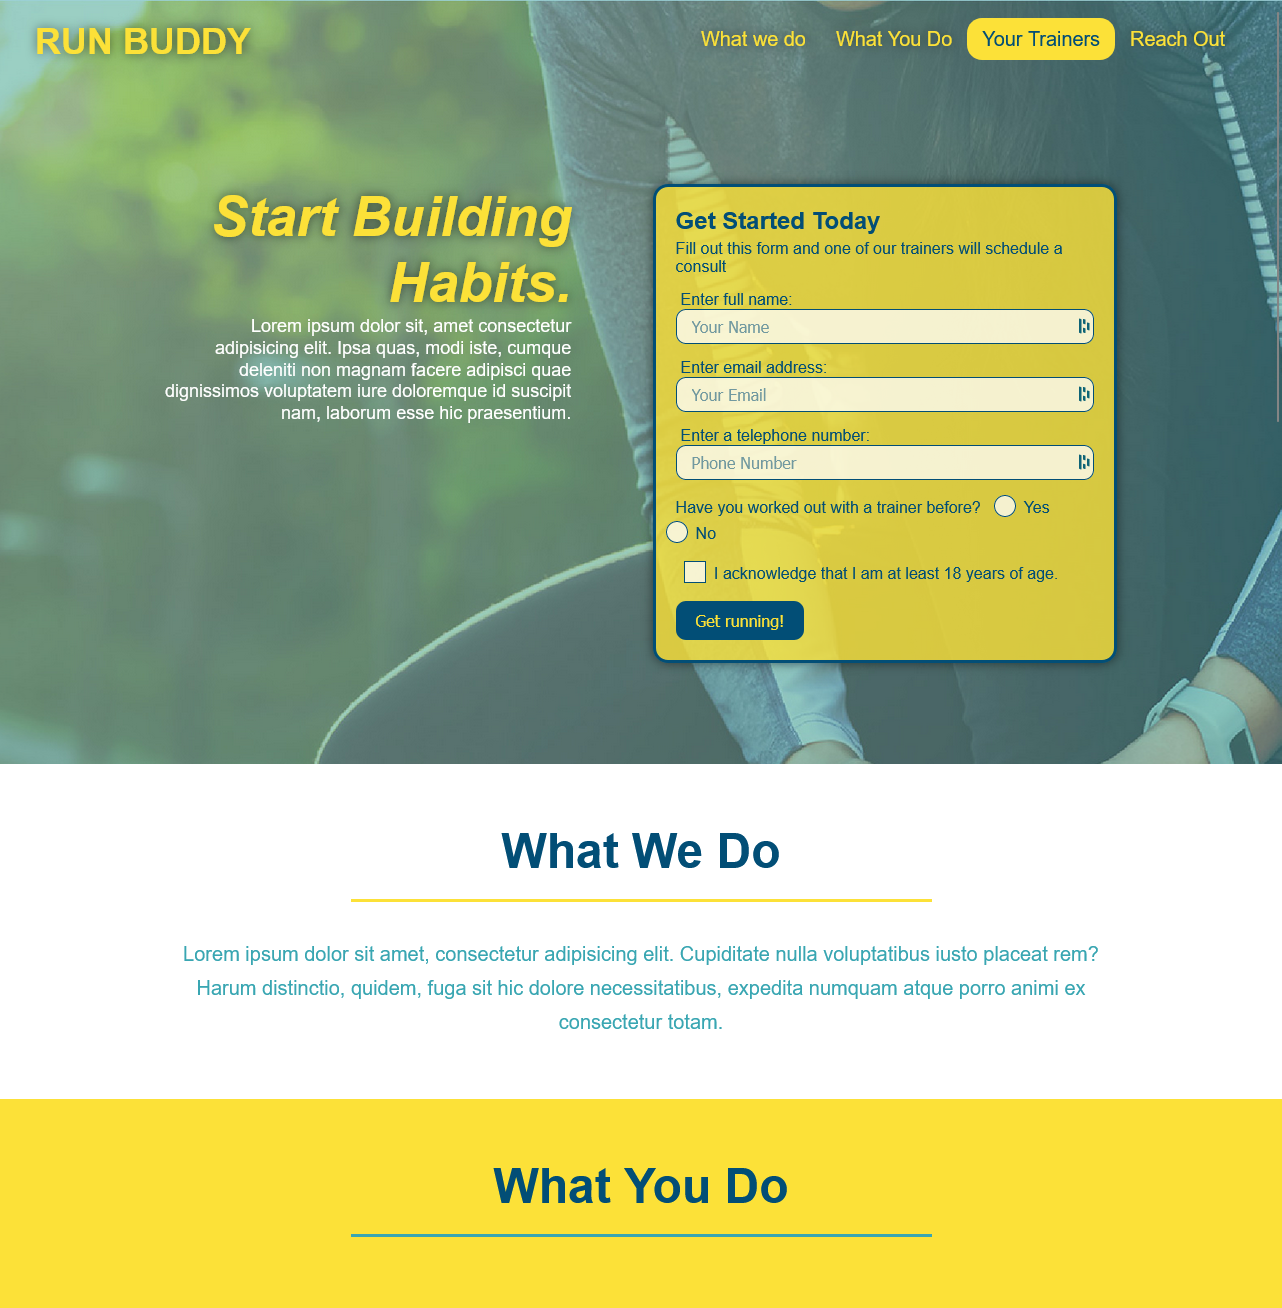 RUN BUDDY
What we do
What You Do
Your Trainers
Reach Out
Start Building
Habits.
Lorem ipsum dolor sit, amet consectetur
adipisicing elit. Ipsa quas, modi iste, cumque
deleniti non magnam facere adipisci quae
dignissimos voluptatem iure doloremque id suscipit
nam, laborum esse hic praesentium.
Get Started Today
Fill out this form and one of our trainers will schedule a
consult
Enter full name:
Your Name
Enter email address:
Your Email
Enter a telephone number:
Phone Number
Have you worked out with a trainer before? Yes
No
I acknowledge that I am at least 18 years of age.
Get running!
What We Do
Lorem ipsum dolor sit amet, consectetur adipisicing elit. Cupiditate nulla voluptatibus iusto placeat rem?
Harum distinctio, quidem, fuga sit hic dolore necessitatibus, expedita numquam atque porro animi ex
consectetur totam.
What You Do